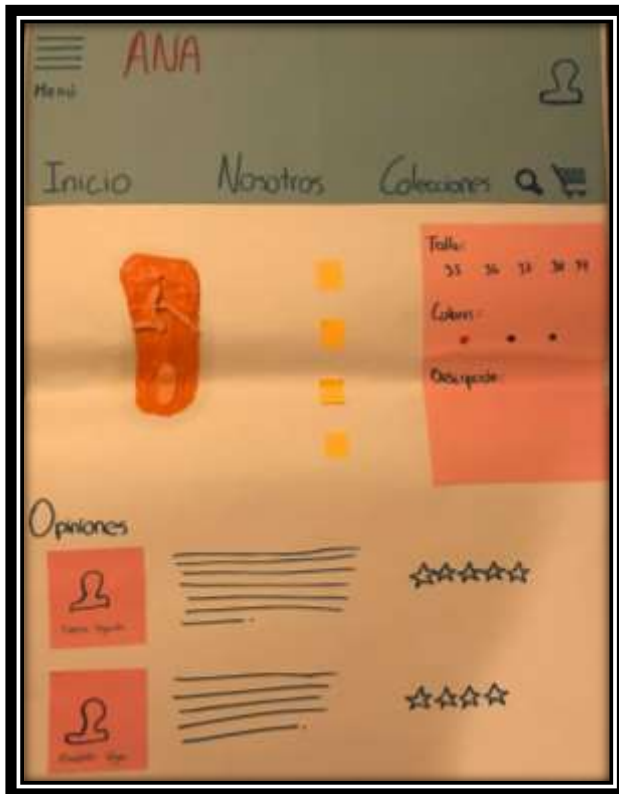 ANA
Menú
Inicio Nosotros Colecciones
Talla:
35 36 37 38 39
Colores:
Descripción:
Opiniones